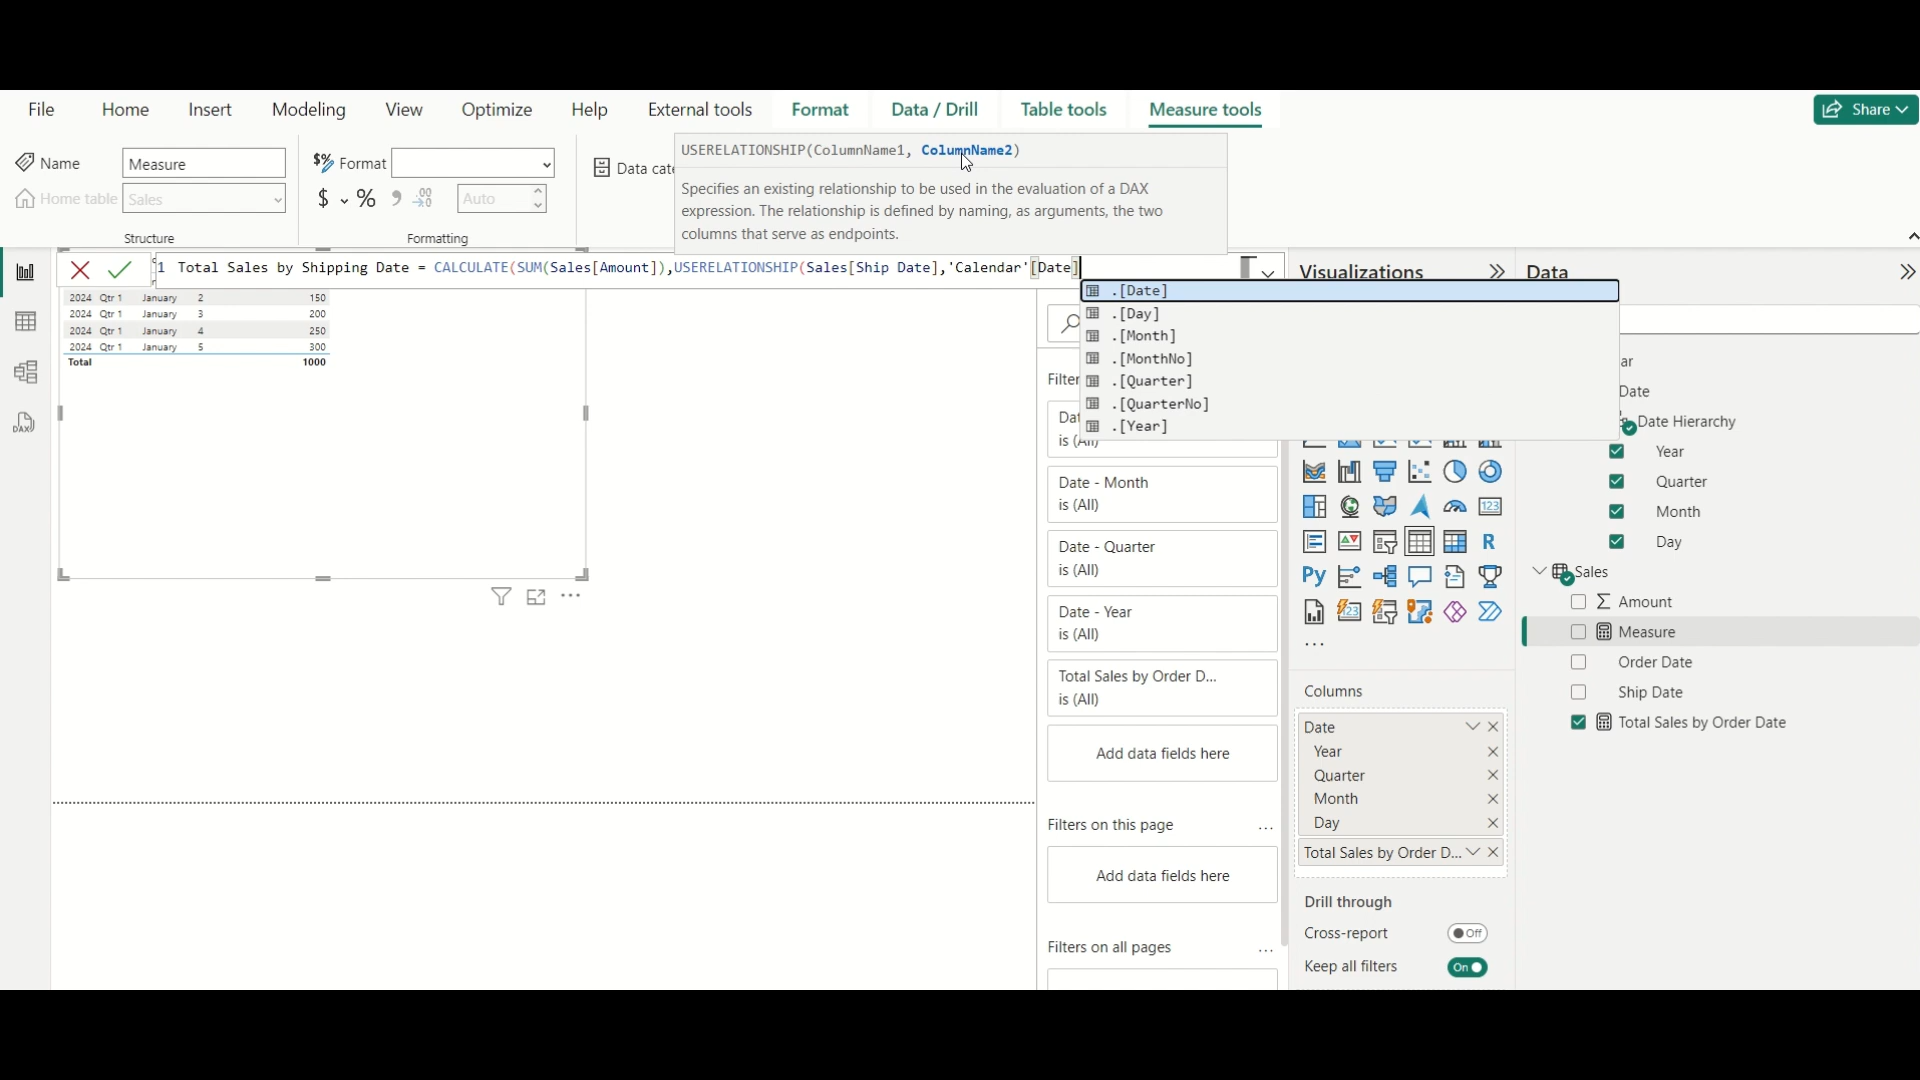 File Home Insert Modeling View Optimize Help External tools Format Data / Drill Table tools Measure tools Share
Name Measure
Format
Data cate
Home table Sales
$ % Auto
Structure
Formatting
USERELATIONSHIP(ColumnName1, ColumnName2)
Specifies an existing relationship to be used in the evaluation of a DAX
expression. The relationship is defined by naming, as arguments, the two
columns that serve as endpoints.
1 Total Sales by Shipping Date = CALCULATE(SUM(Sales[Amount]),USERELATIONSHIP(Sales[Ship Date],'Calendar'[Date]
.[Date]
.[Day]
.[Month]
.[MonthNo]
.[Quarter]
.[QuarterNo]
.[Year]
2024 Qtr 1 January 2 150
2024 Qtr 1 January 3 200
2024 Qtr 1 January 4 250
2024 Qtr 1 January 5 300
Total 1000
DAX
Filter
Dat
is (All)
Date - Month
is (All)
Date - Quarter
is (All)
Date - Year
is (All)
Total Sales by Order D...
is (All)
Add data fields here
Filters on this page ...
Add data fields here
Filters on all pages ...
Visualizations
123
R
Py
123
...
Columns
Date
Year
Quarter
Month
Day
Total Sales by Order D...
Drill through
Cross-report Off
Keep all filters On
Data
ar
Date
Date Hierarchy
Year
Quarter
Month
Day
Sales
Σ Amount
Measure
Order Date
Ship Date
Total Sales by Order Date